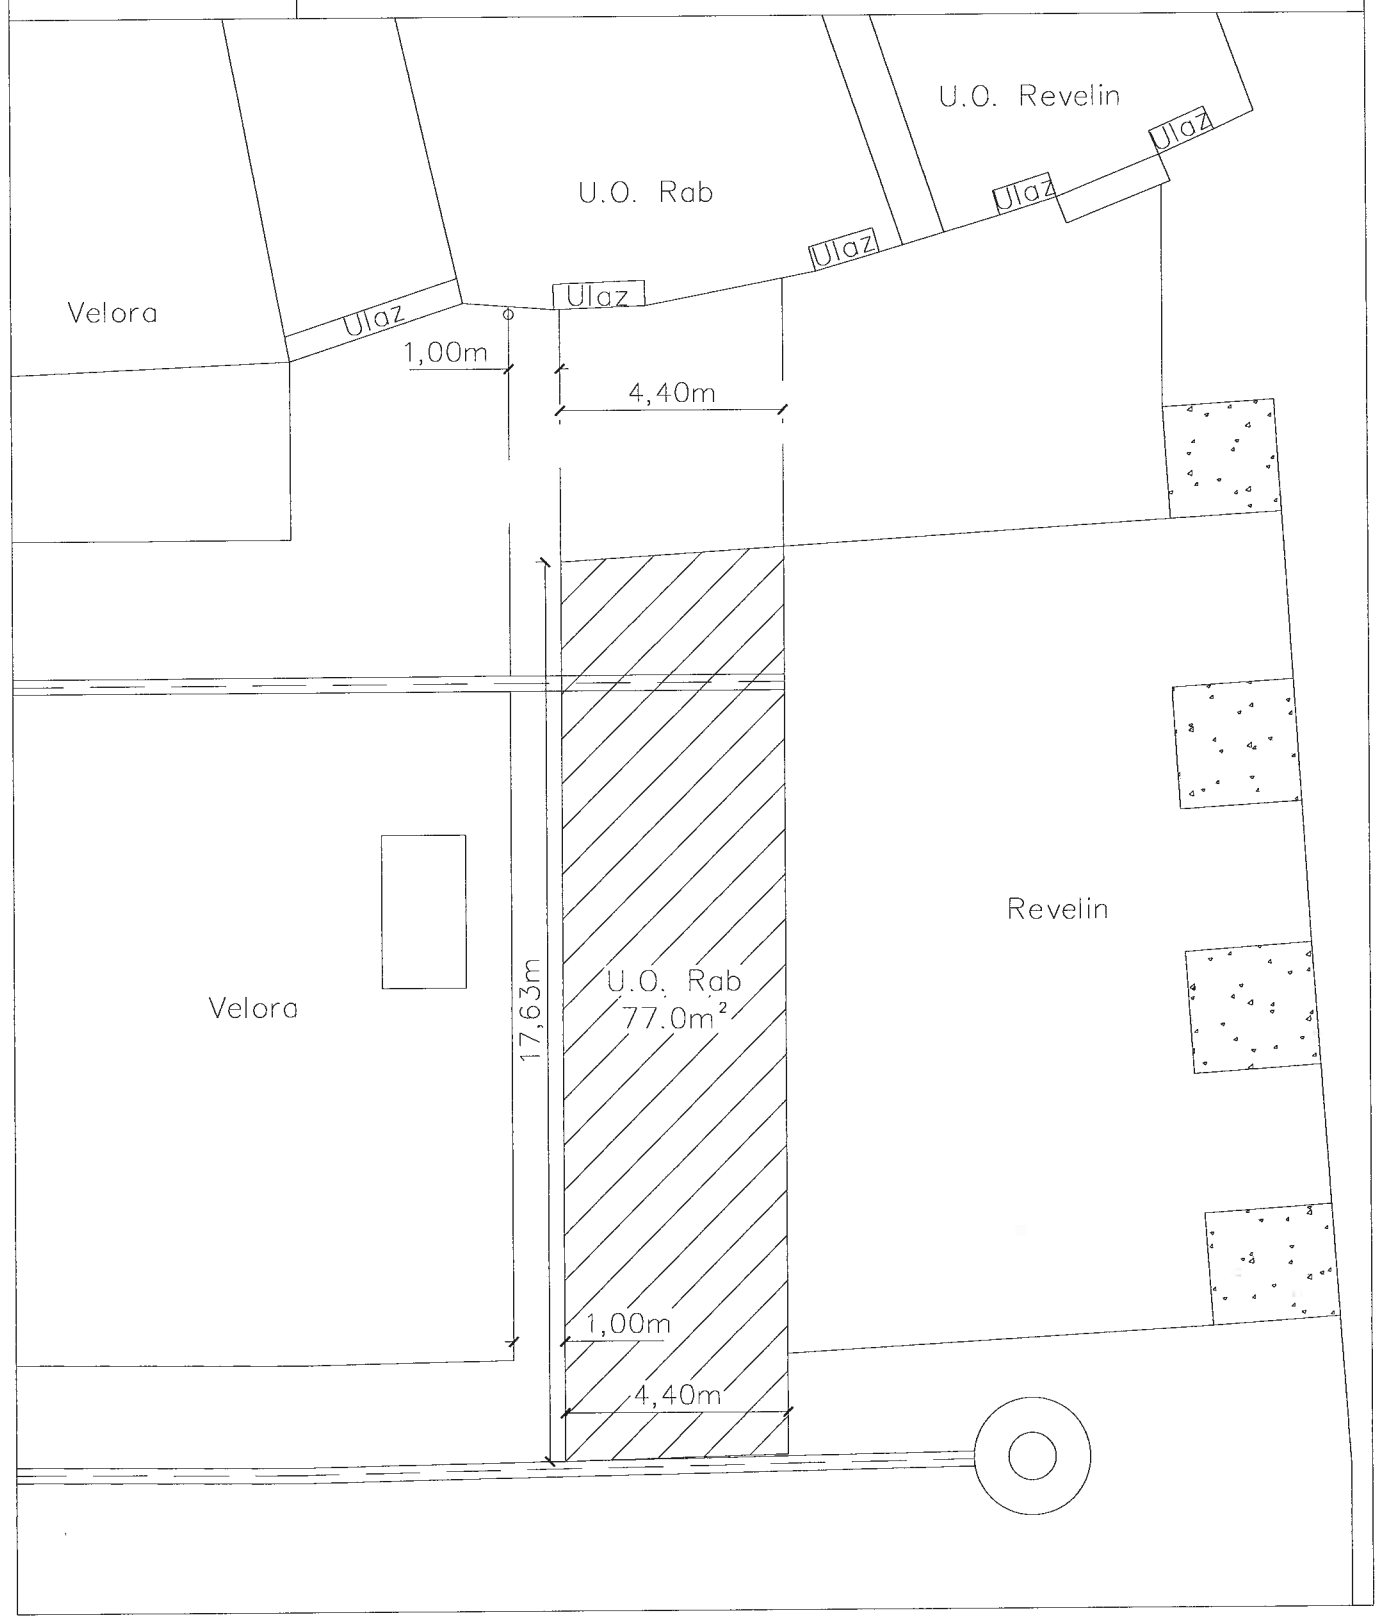 U.O. Revelin
Ulaz
U.O. Rab
Ulaz
Ulaz
Velora
Ulaz
Ulaz
1,00m
4,40m
Revelin
17,63m
U.O. Rab
77.0m²
Velora
1,00m
4,40m